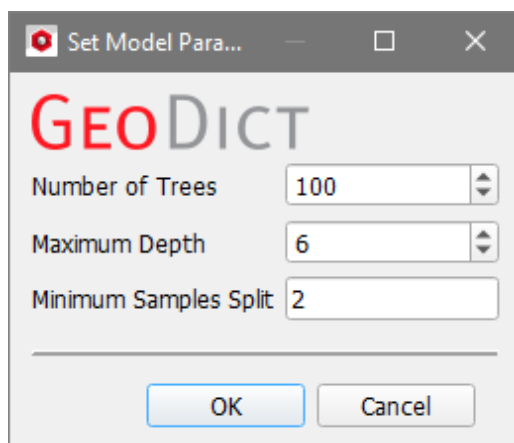 Set Model Para...
GEODICT
Number of Trees 100
Maximum Depth 6
Minimum Samples Split 2
OK Cancel